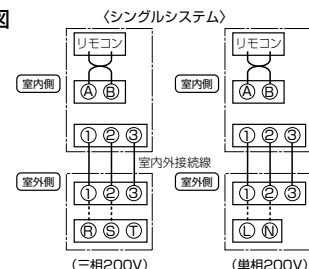 図
〈シングルシステム〉
リモコン リモコン
室内側 Ⓐ Ⓑ 室内側 Ⓐ Ⓑ
① ② ③ ① ② ③
室内外接続線
室外側 室外側
① ② ③ ① ② ③
Ⓡ Ⓢ Ⓣ Ⓛ Ⓝ
(三相200V) (単相200V)